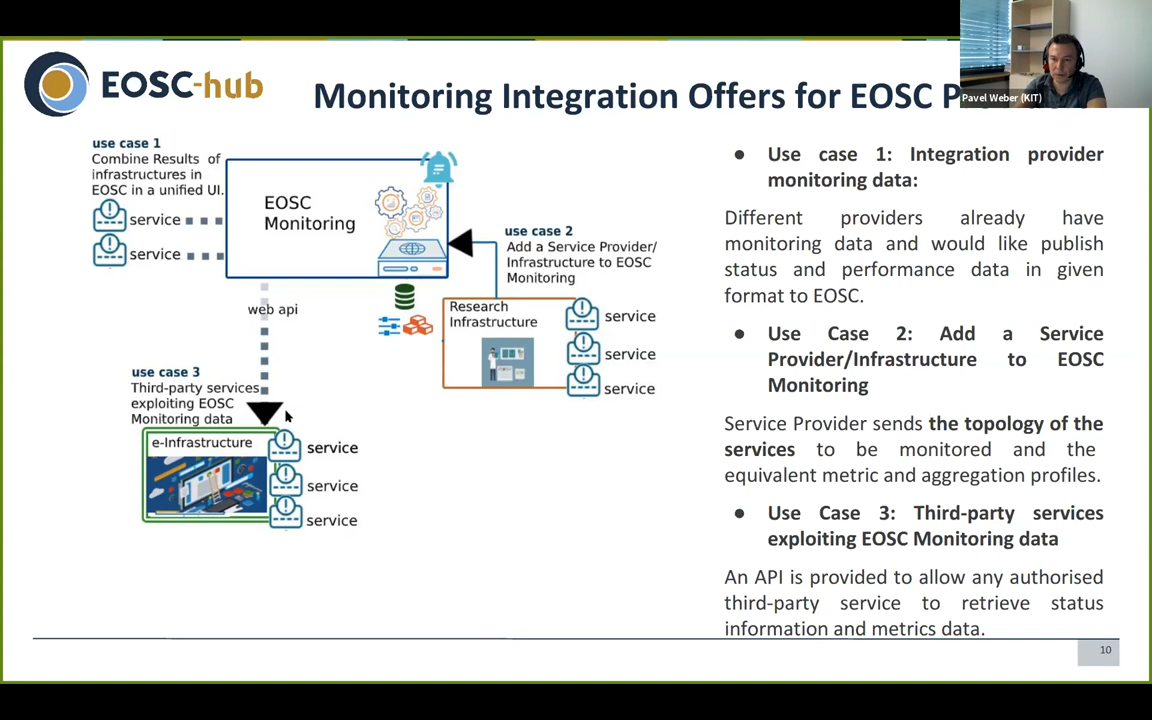 EOSC-hub
Monitoring Integration Offers for EOSC
Pavel Weber (KIT)
use case 1
Combine Results of
infrastructures in
EOSC in a unified UI.
service
service
EOSC
Monitoring
use case 2
Add a Service Provider/
Infrastructure to EOSC
Monitoring
Research
Infrastructure
service
service
service
web api
use case 3
Third-party services
exploiting EOSC
Monitoring data
e-Infrastructure
service
service
service
● Use case 1: Integration provider
monitoring data:
Different providers already have
monitoring data and would like publish
status and performance data in given
format to EOSC.
● Use Case 2: Add a Service
Provider/Infrastructure to EOSC
Monitoring
Service Provider sends the topology of the
services to be monitored and the
equivalent metric and aggregation profiles.
● Use Case 3: Third-party services
exploiting EOSC Monitoring data
An API is provided to allow any authorised
third-party service to retrieve status
information and metrics data.
10